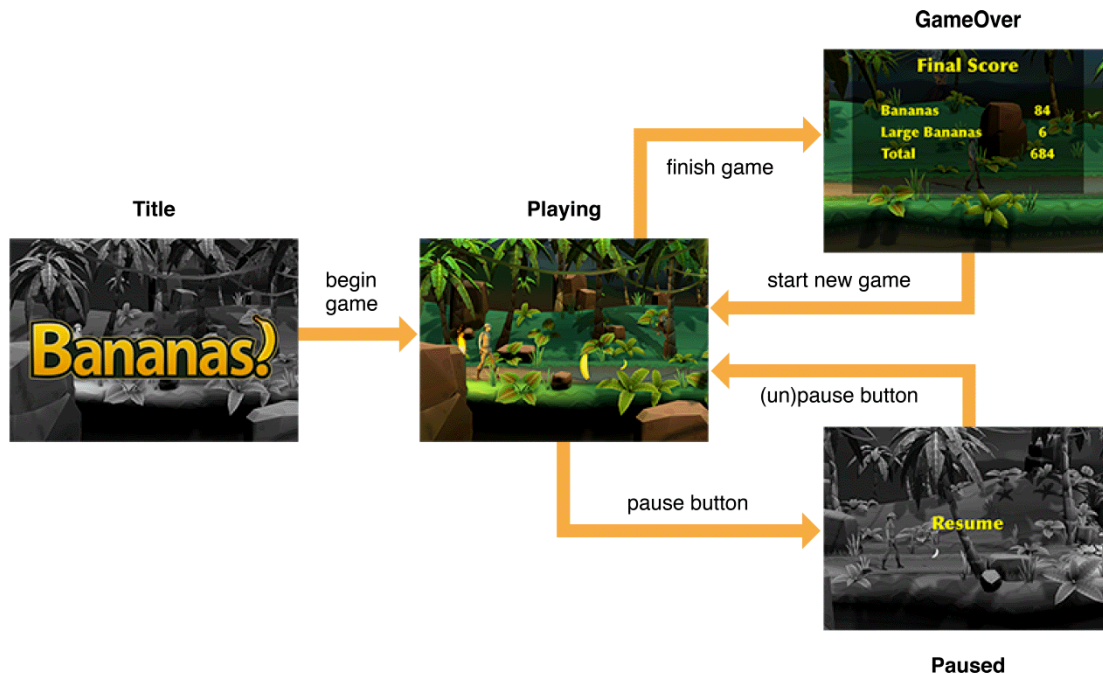 GameOver
Final Score
Bananas 84
Large Bananas 6
Total 684
finish game
Title
Playing
begin
game
start new game
Bananas!
(un)pause button
pause button
Resume
Paused